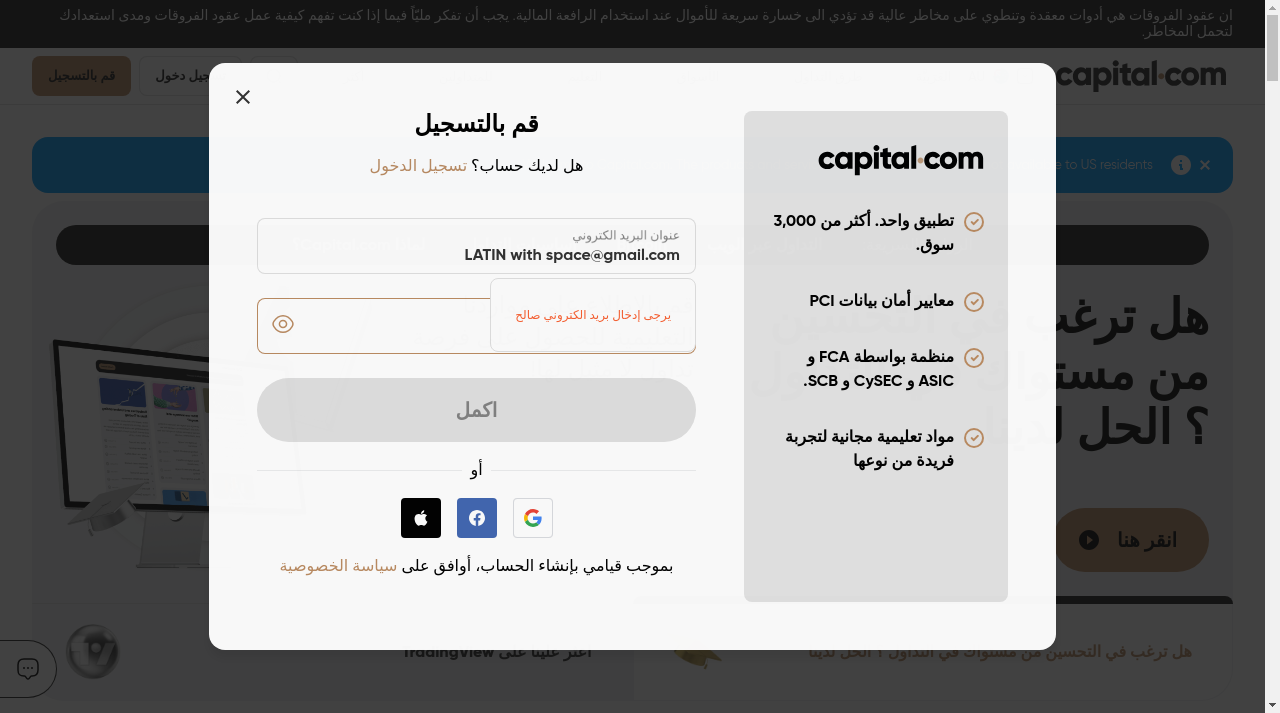 ان عقود الفروقات هي أدوات معقدة وتنطوي على مخاطر عالية قد تؤدي الى خسارة سريعة للأموال عند استخدام الرافعة المالية. يجب أن تفكر مليّاً فيما إذا كنت تفهم كيفية عمل عقود الفروقات ومدى استعدادك
لتحمل المخاطر.
capital.com
قم بالتسجيل
e to US residents
capital.com
تطبيق واحد. أكثر من 3,000
سوق.
معايير أمان بيانات PCI
منظمة بواسطة FCA و
ASIC و CySEC و SCB.
مواد تعليمية مجانية لتجربة
فريدة من نوعها
قم بالتسجيل
هل لديك حساب؟ تسجيل الدخول
عنوان البريد الكتروني
LATIN with space@gmail.com
يرجى إدخال بريد الكتروني صالح
اكمل
أو
بموجب قيامي بإنشاء الحساب، أوافق على سياسة الخصوصية
هل ترغب في التحسين
من مستواك
؟ الحل لدينا
انقر هنا
هل ترغب في التحسين من مستواك في التداول ؟ الحل لدينا
اعثر علينا على TradingView